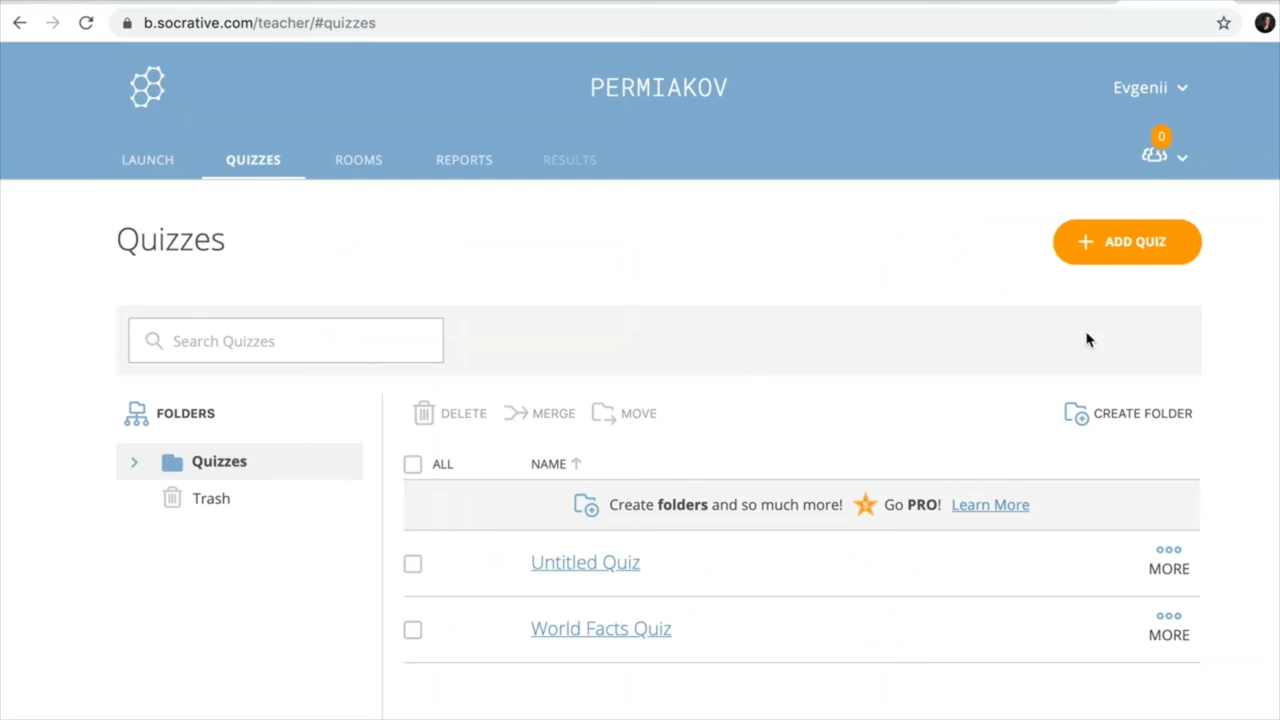 b.socrative.com/teacher/#quizzes
PERMIAKOV
Evgenii
0
LAUNCH QUIZZES ROOMS REPORTS RESULTS
Quizzes
+ ADD QUIZ
Search Quizzes
FOLDERS
DELETE MERGE MOVE CREATE FOLDER
Quizzes
Trash
ALL NAME
Create folders and so much more! Go PRO! Learn More
Untitled Quiz
MORE
World Facts Quiz
MORE